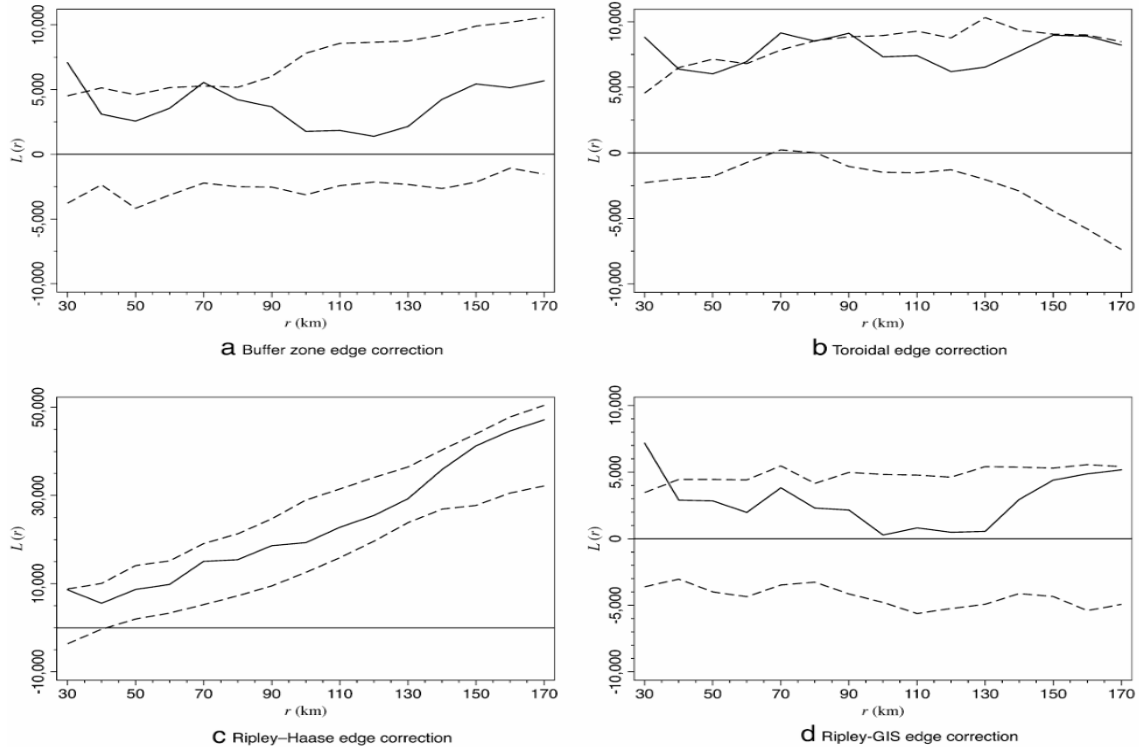 10,000
5,000
0
-5,000
-10,000
L (r)
30 50 70 90 110 130 150 170
r (km)
a Buffer zone edge correction
10,000
5,000
0
-5,000
-10,000
L (r)
30 50 70 90 110 130 150 170
r (km)
b Toroidal edge correction
50,000
30,000
10,000
-10,000
L (r)
30 50 70 90 110 130 150 170
r (km)
c Ripley–Haase edge correction
10,000
5,000
0
-5,000
-10,000
L (r)
30 50 70 90 110 130 150 170
r (km)
d Ripley-GIS edge correction